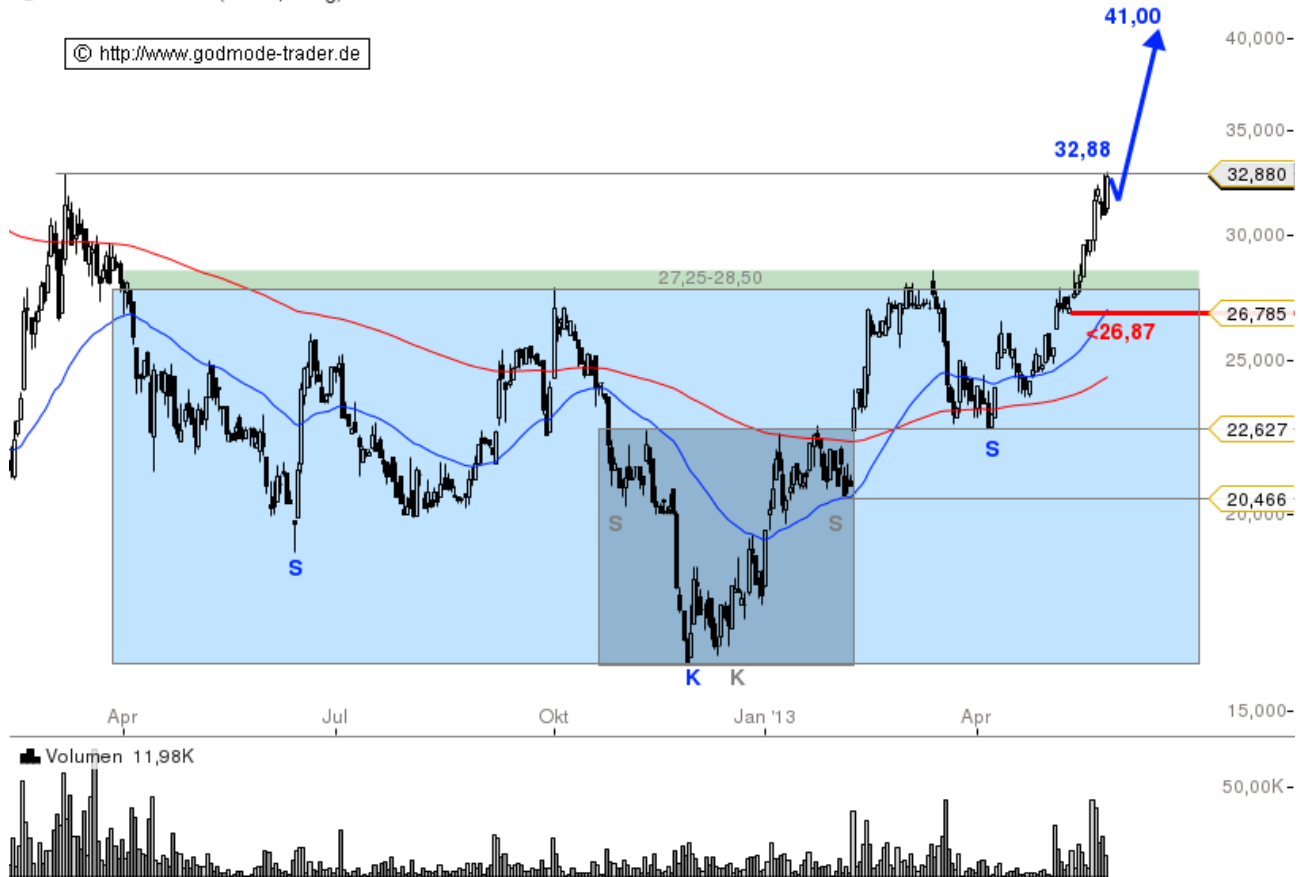 41,00
© http://www.godmode-trader.de
40,000-
35,000-
32,88
32,880
30,000-
27,25-28,50
26,785
<26,87
25,000-
22,627
S
20,466
S
S
20,000-
S
K
K
Apr
Jul
Okt
Jan '13
Apr
15,000-
Volumen 11,98K
50,00K-